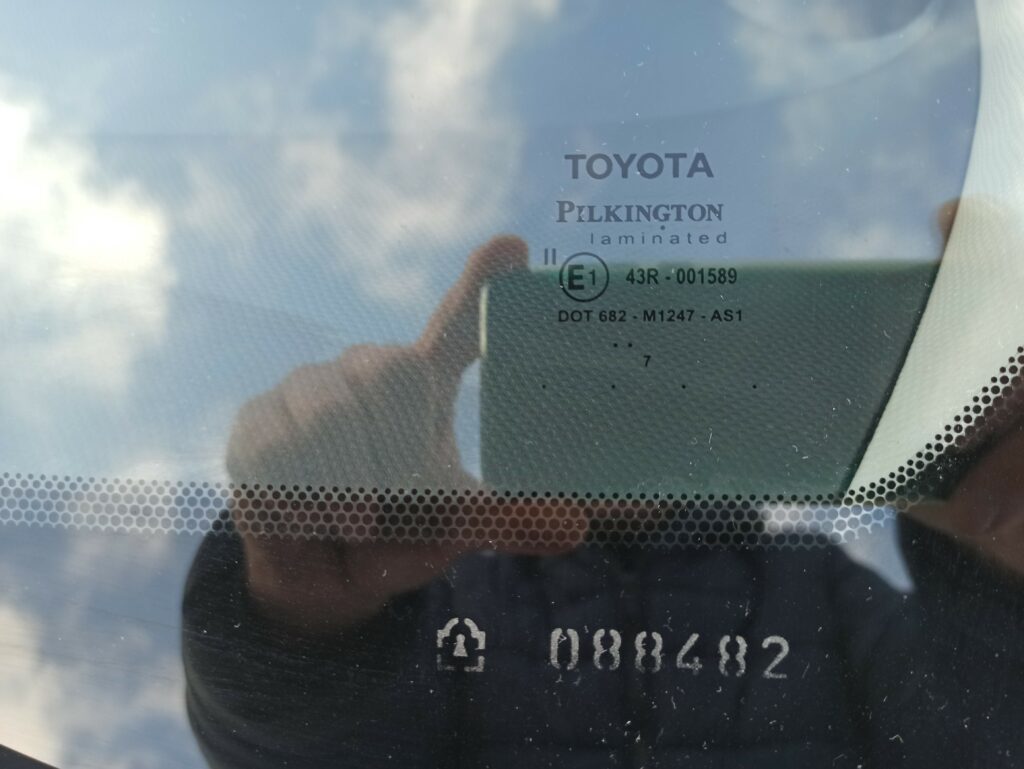 TOYOTA
PILKINGTON
laminated
II
E1 43R - 001589
DOT 682 - M1247 - AS1
. .
7
. . . .
088482